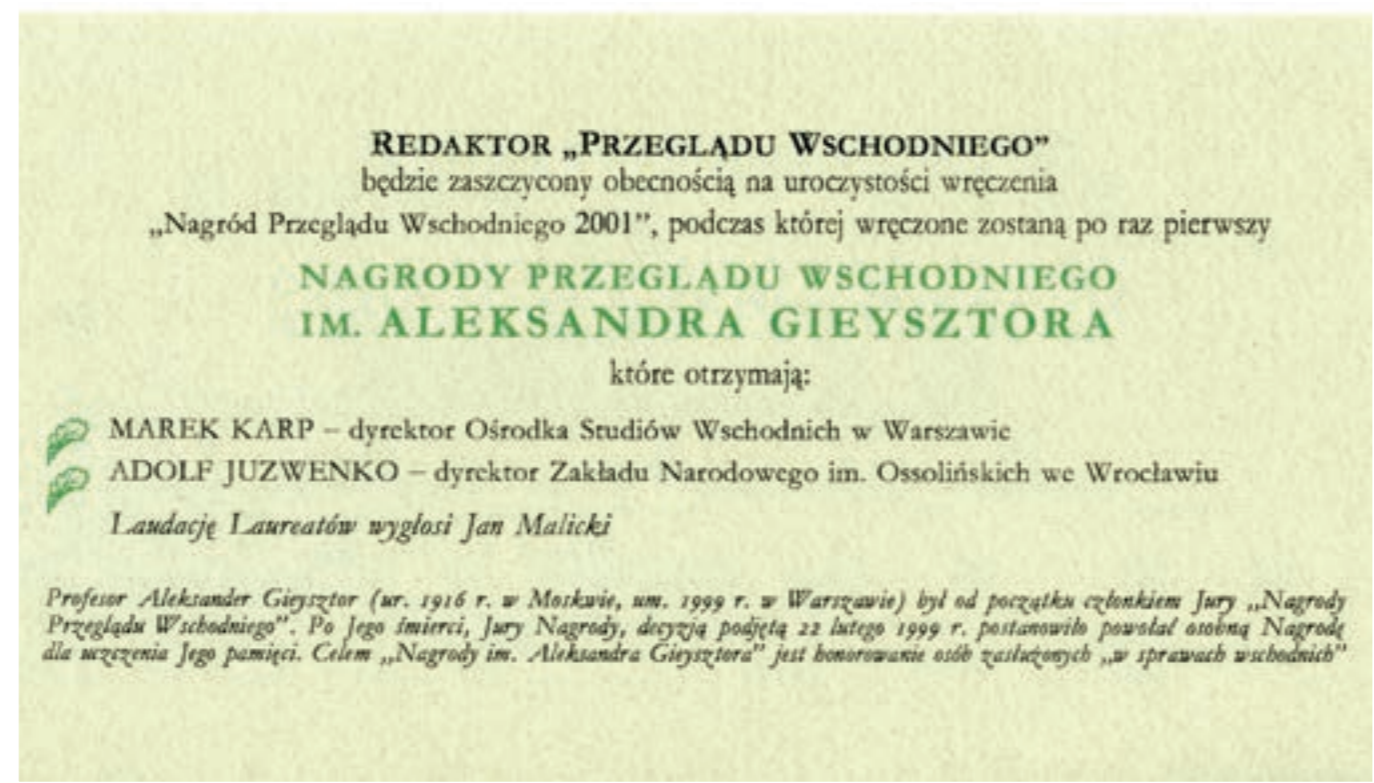 REDAKTOR „PRZEGLĄDU WSCHODNIEGO”
będzie zaszczycony obecnością na uroczystości wręczenia
„Nagród Przeglądu Wschodniego 2001”, podczas której wręczone zostaną po raz pierwszy
NAGRODY PRZEGLĄDU WSCHODNIEGO
IM. ALEKSANDRA GIEYSZTORA
które otrzymają:
MAREK KARP – dyrektor Ośrodka Studiów Wschodnich w Warszawie
ADOLF JUZWENKO – dyrektor Zakładu Narodowego im. Ossolińskich we Wrocławiu
Laudację Laureatów wygłosi Jan Malicki
Profesor Aleksander Gieysztor (ur. 1916 r. w Moskwie, um. 1999 r. w Warszawie) był od początku członkiem Jury „Nagrody
Przeglądu Wschodniego”. Po Jego śmierci, Jury Nagrody, decyzją podjętą 22 lutego 1999 r. postanowiło powołać osobną Nagrodę
dla uczczenia Jego pamięci. Celem „Nagrody im. Aleksandra Gieysztora” jest honorowanie osób zasłużonych „w sprawach wschodnich”